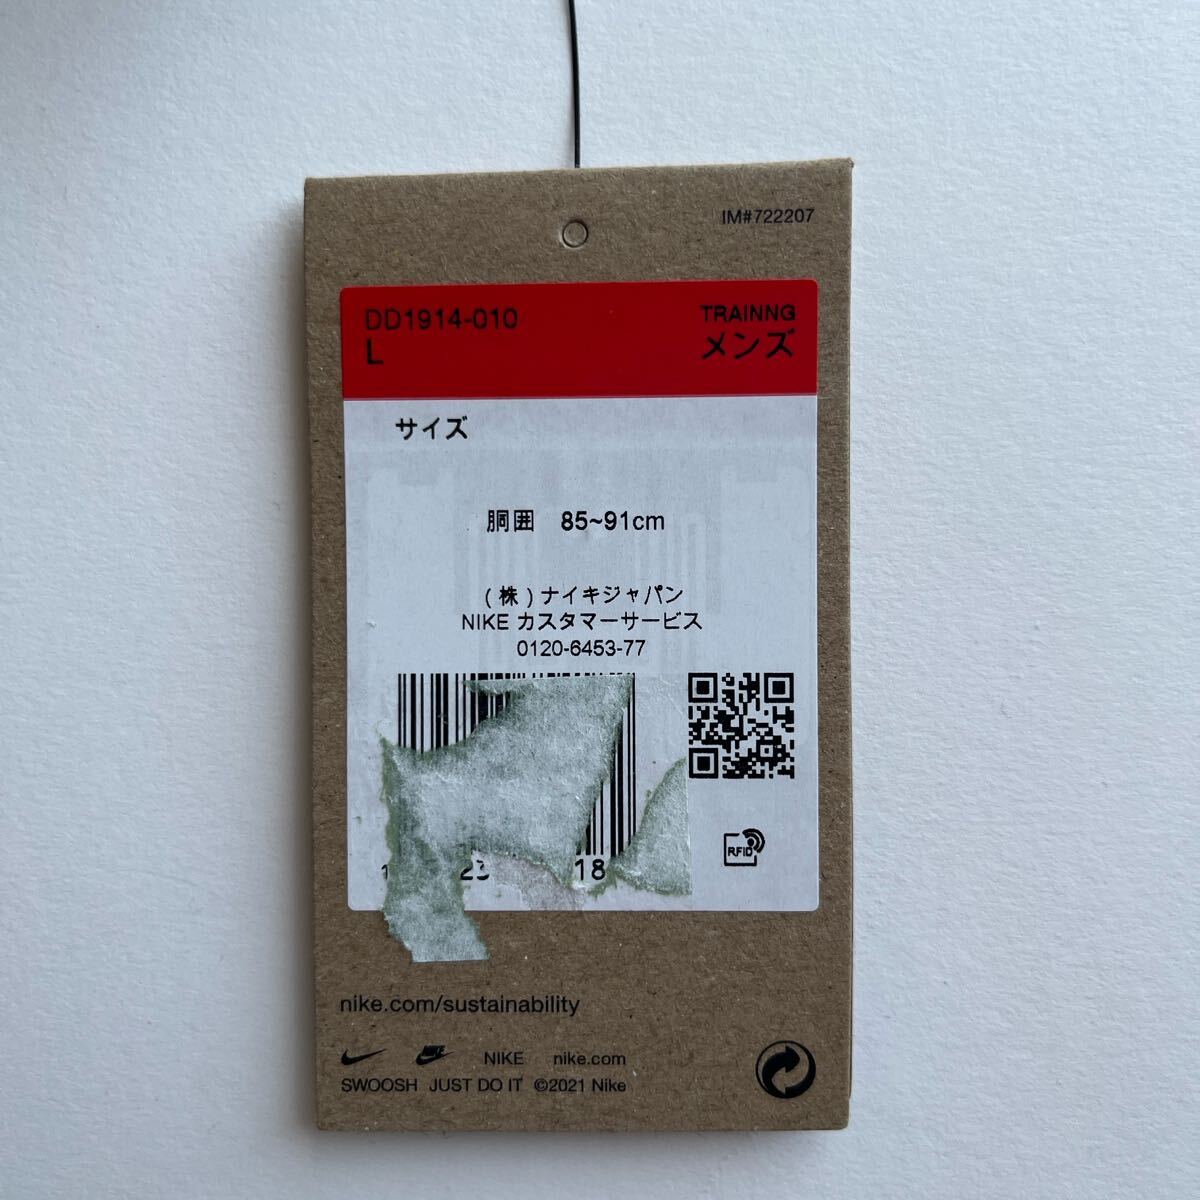 IM#722207
DD1914-010 TRAINNG
L メンズ
サイズ
胴囲 85~91cm
(株)ナイキジャパン
NIKE カスタマーサービス
0120-6453-77
18
RFID
nike.com/sustainability
NIKE nike.com
SWOOSH JUST DO IT ©2021 Nike